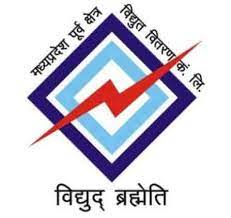 मध्यप्रदेश पूर्व क्षेत्र
विद्युत वितरण कं. लि.
विद्युद् ब्रह्मेति